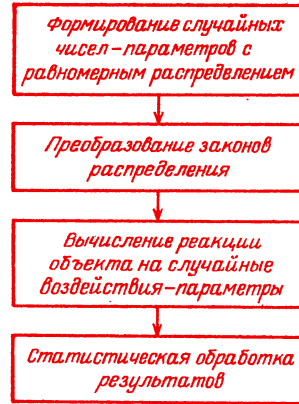 Формирование случайных
чисел-параметров с
равномерным распределением
Преобразование законов
распределения
Вычисление реакции
объекта на случайные
воздействия-параметры
Статистическая обработка
результатов